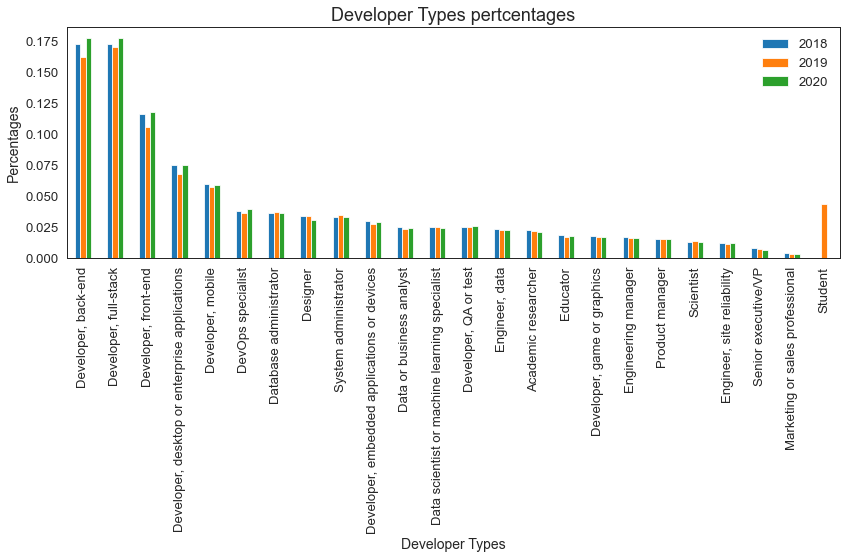 Developer Types pertcentages
Percentages
0.175
0.150
0.125
0.100
0.075
0.050
0.025
0.000
2018
2019
2020
Developer, back-end
Developer, full-stack
Developer, front-end
Developer, desktop or enterprise applications
Developer, mobile
DevOps specialist
Database administrator
Designer
System administrator
Developer, embedded applications or devices
Data or business analyst
Data scientist or machine learning specialist
Developer, QA or test
Engineer, data
Academic researcher
Educator
Developer, game or graphics
Engineering manager
Product manager
Scientist
Engineer, site reliability
Senior executive/VP
Marketing or sales professional
Student
Developer Types